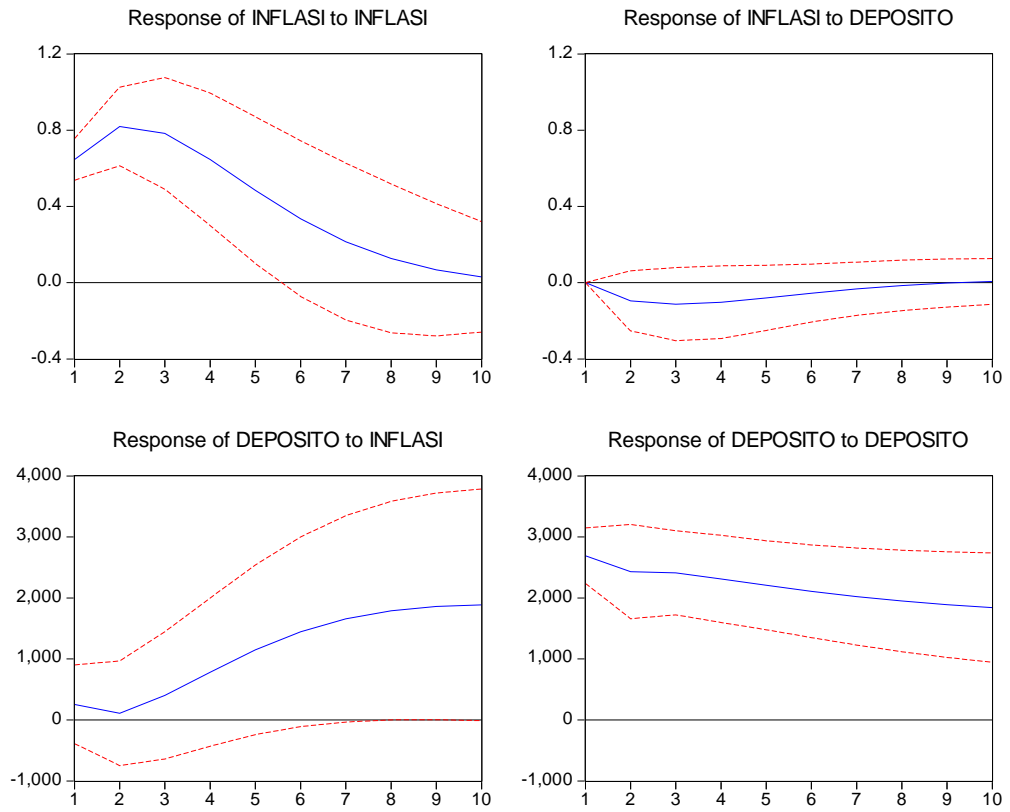 Response of INFLASI to INFLASI
1.2
0.8
0.4
0.0
-0.4
1 2 3 4 5 6 7 8 9 10
Response of INFLASI to DEPOSITO
1.2
0.8
0.4
0.0
-0.4
1 2 3 4 5 6 7 8 9 10
Response of DEPOSITO to INFLASI
4,000
3,000
2,000
1,000
0
-1,000
1 2 3 4 5 6 7 8 9 10
Response of DEPOSITO to DEPOSITO
4,000
3,000
2,000
1,000
0
-1,000
1 2 3 4 5 6 7 8 9 10